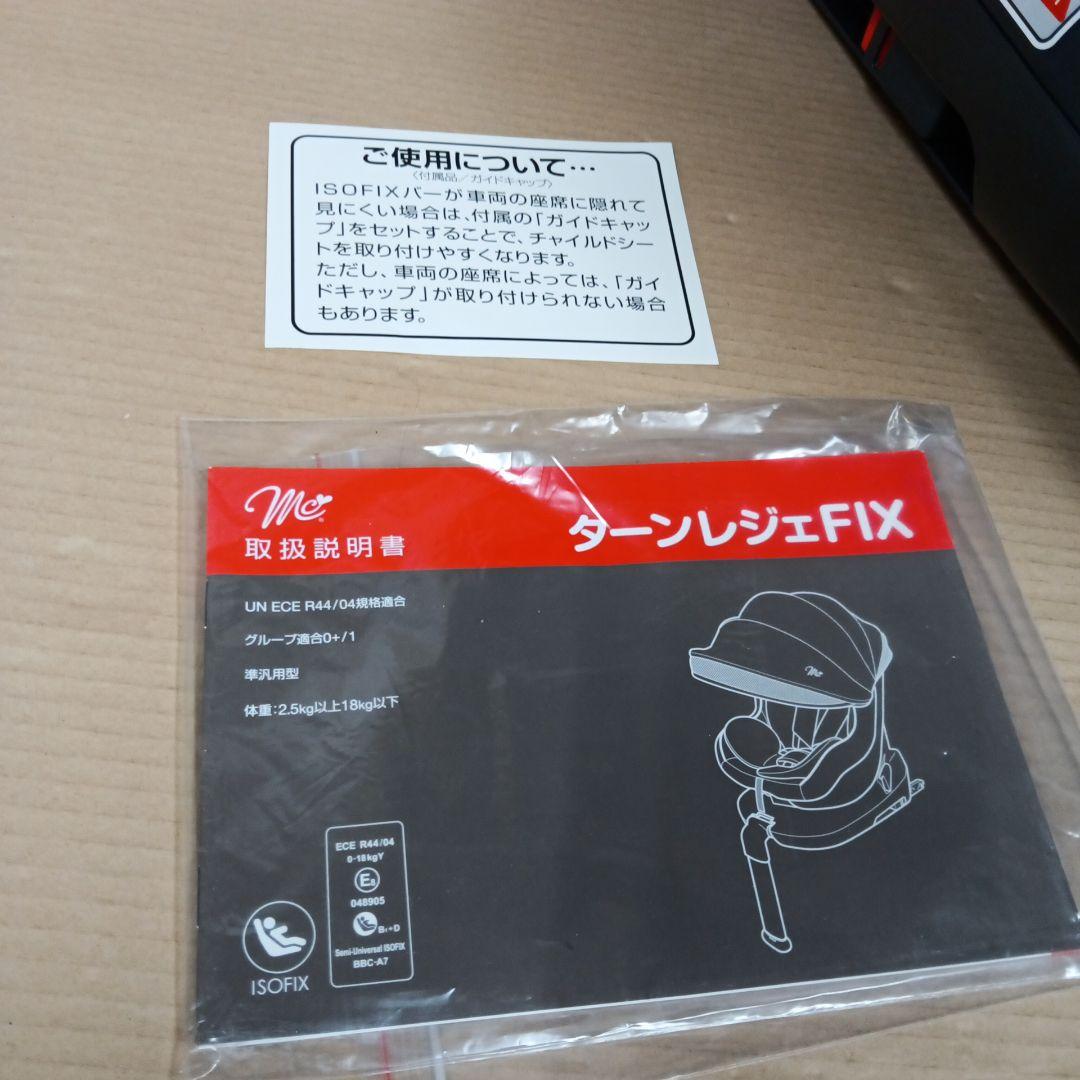 ご使用について…
〈付属品／ガイドキャップ〉
ISOFIXバーが車両の座席に隠れて
見にくい場合は、付属の「ガイドキャッ
プ」をセットすることで、チャイルドシー
トを取り付けやすくなります。
ただし、車両の座席によっては、「ガイ
ドキャップ」が取り付けられない場合
もあります。
取扱説明書
ターンレジェFIX
UN ECE R44/04規格適合
グループ適合0+/1
準汎用型
体重：2.5kg以上18kg以下
ECE R44/04
0-18kgY
E8
048905
B1+D
Semi-Universal ISOFIX
BBC-A7
ISOFIX